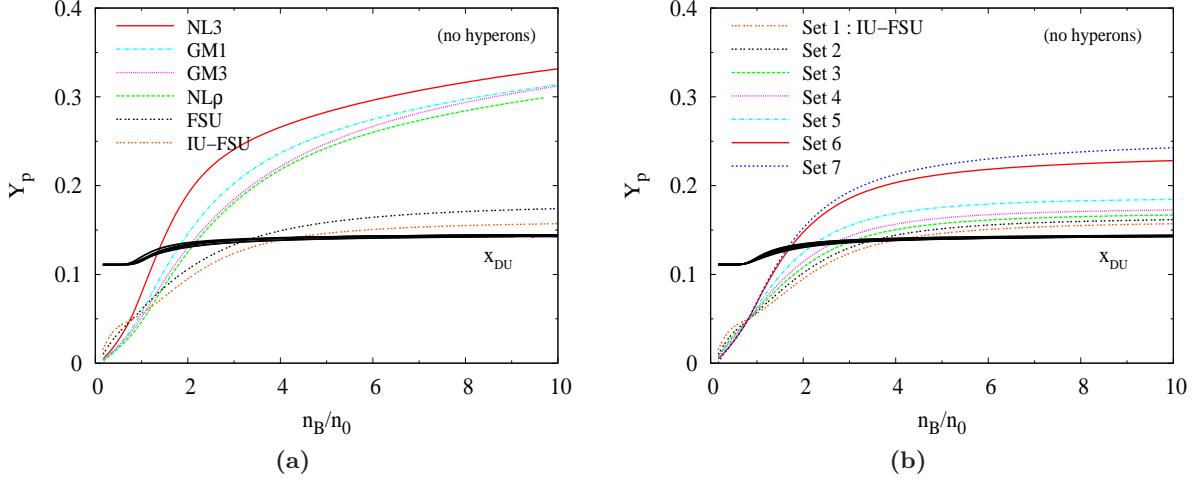 0.4
0.3
0.2
0.1
0
Y_p
NL3
GM1
GM3
NLρ
FSU
IU−FSU
(no hyperons)
x_DU
0 2 4 6 8 10
n_B/n_0
(a)
0.4
0.3
0.2
0.1
0
Y_p
Set 1 : IU−FSU
Set 2
Set 3
Set 4
Set 5
Set 6
Set 7
(no hyperons)
x_DU
0 2 4 6 8 10
n_B/n_0
(b)